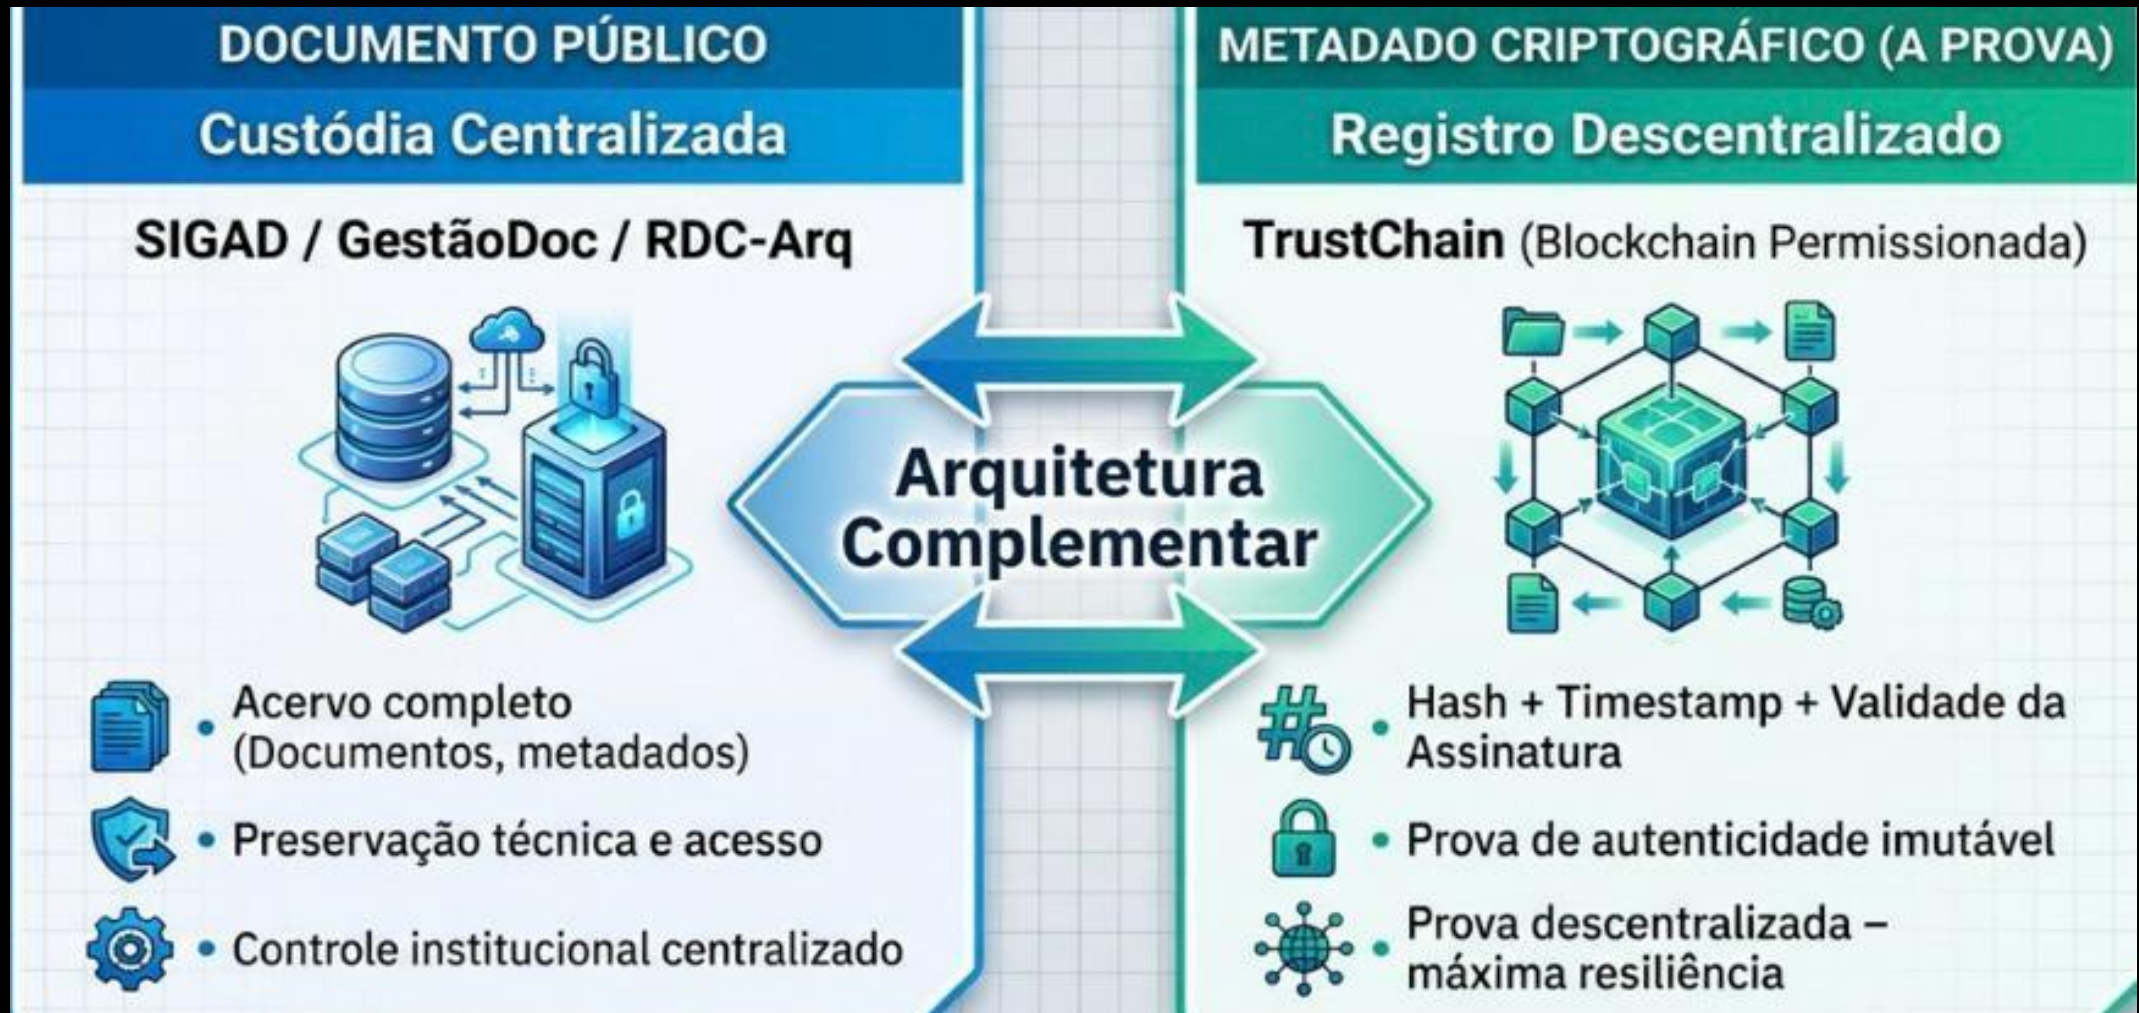 DOCUMENTO PÚBLICO
Custódia Centralizada
SIGAD / GestãoDoc / RDC-Arq
Acervo completo
(Documentos, metadados)
Preservação técnica e acesso
Controle institucional centralizado
Arquitetura
Complementar
METADADO CRIPTOGRÁFICO (A PROVA)
Registro Descentralizado
TrustChain (Blockchain Permissionada)
Hash + Timestamp + Validade da
Assinatura
Prova de autenticidade imutável
Prova descentralizada –
máxima resiliência